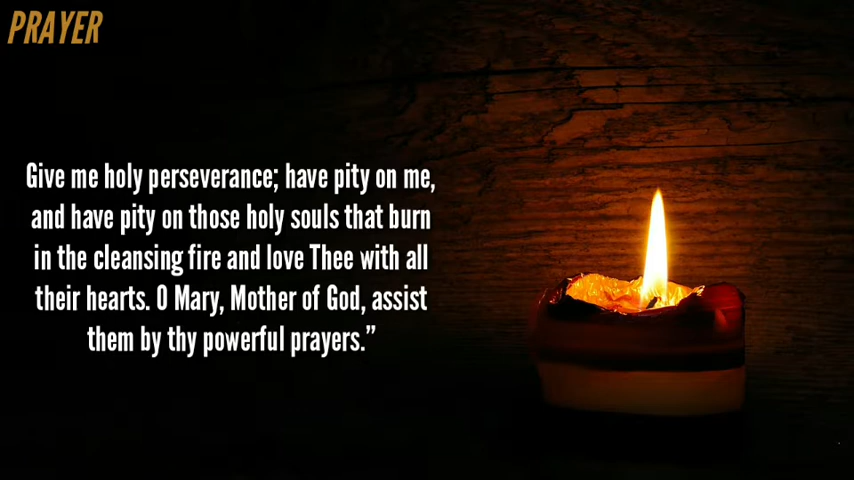 PRAYER
Give me holy perseverance; have pity on me,
and have pity on those holy souls that burn
in the cleansing fire and love Thee with all
their hearts. O Mary, Mother of God, assist
them by thy powerful prayers.”